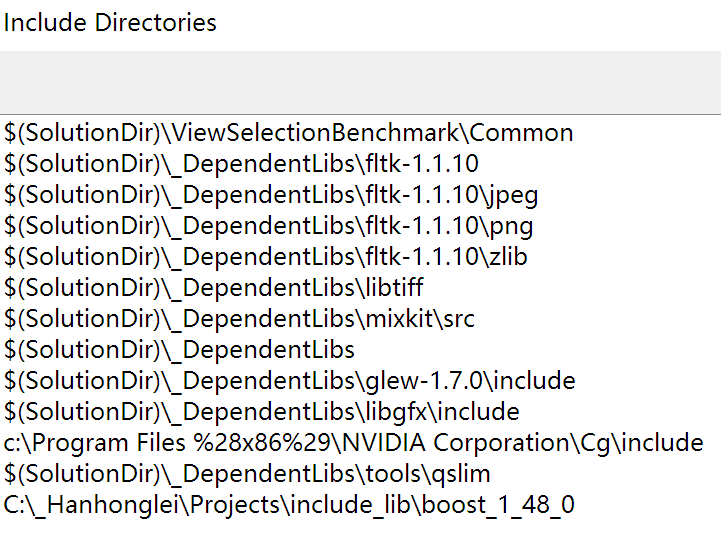 Include Directories
$(SolutionDir)\ViewSelectionBenchmark\Common
$(SolutionDir)\_DependentLibs\fltk-1.1.10
$(SolutionDir)\_DependentLibs\fltk-1.1.10\jpeg
$(SolutionDir)\_DependentLibs\fltk-1.1.10\png
$(SolutionDir)\_DependentLibs\fltk-1.1.10\zlib
$(SolutionDir)\_DependentLibs\libtiff
$(SolutionDir)\_DependentLibs\mixkit\src
$(SolutionDir)\_DependentLibs
$(SolutionDir)\_DependentLibs\glew-1.7.0\include
$(SolutionDir)\_DependentLibs\libgfx\include
c:\Program Files %28x86%29\NVIDIA Corporation\Cg\include
$(SolutionDir)\_DependentLibs\tools\qslim
C:\_Hanhonglei\Projects\include_lib\boost_1_48_0